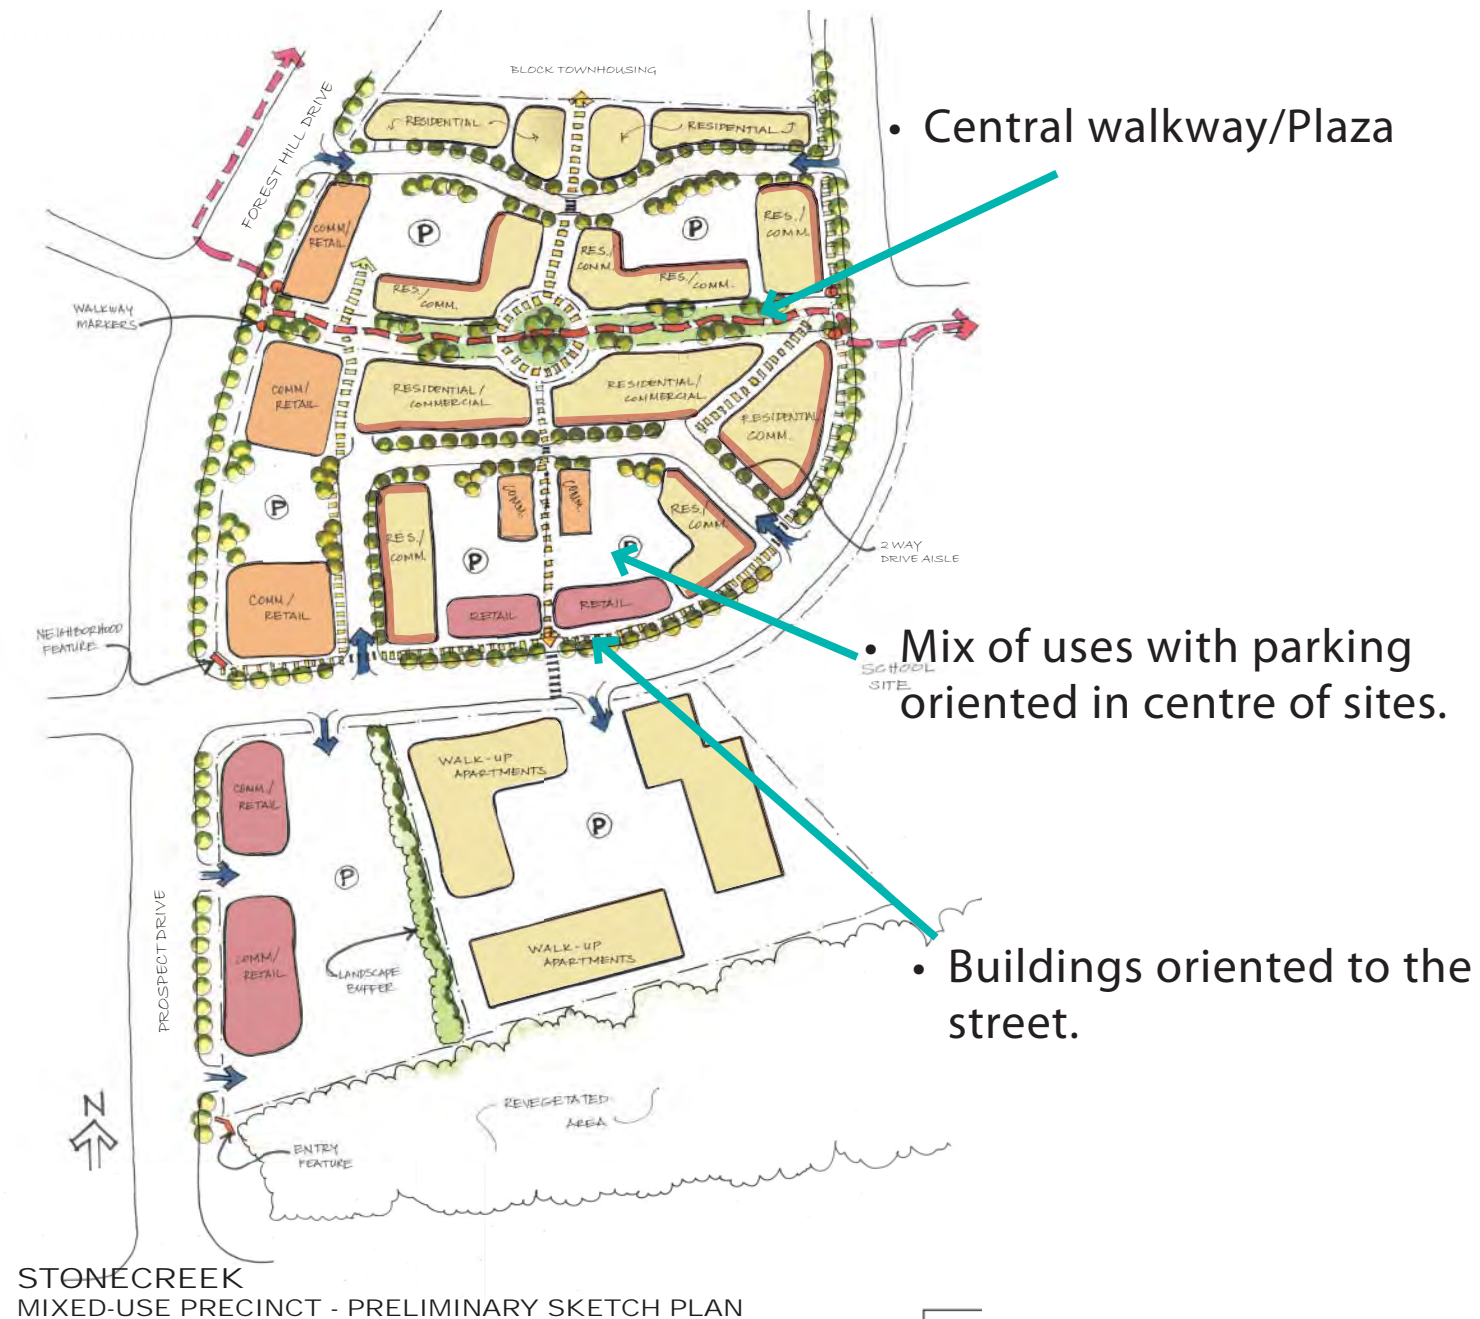 BLOCK TOWNHOUSING
FOREST HILL DRIVE
RESIDENTIAL
RESIDENTIAL
• Central walkway/Plaza
COMM/
RETAIL
P
P
RES./
COMM.
RES./
COMM.
RES./
COMM.
RES./
COMM.
WALKWAY
MARKERS
COMM/
RETAIL
RESIDENTIAL/
COMMERCIAL
RESIDENTIAL/
COMMERCIAL
RESIDENTIAL
COMM.
P
COMM.
COMM.
RES./
COMM.
RES./
COMM.
P
P
2 WAY
DRIVE AISLE
COMM/
RETAIL
RETAIL
RETAIL
NEIGHBORHOOD
FEATURE
• Mix of uses with parking
oriented in centre of sites.
SCHOOL
SITE
WALK-UP
APARTMENTS
COMM./
RETAIL
P
P
PROSPECT DRIVE
COMM/
RETAIL
LANDSCAPE
BUFFER
WALK-UP
APARTMENTS
• Buildings oriented to the
street.
N
REVEGETATED
AREA
ENTRY
FEATURE
STONECREEK
MIXED-USE PRECINCT - PRELIMINARY SKETCH PLAN